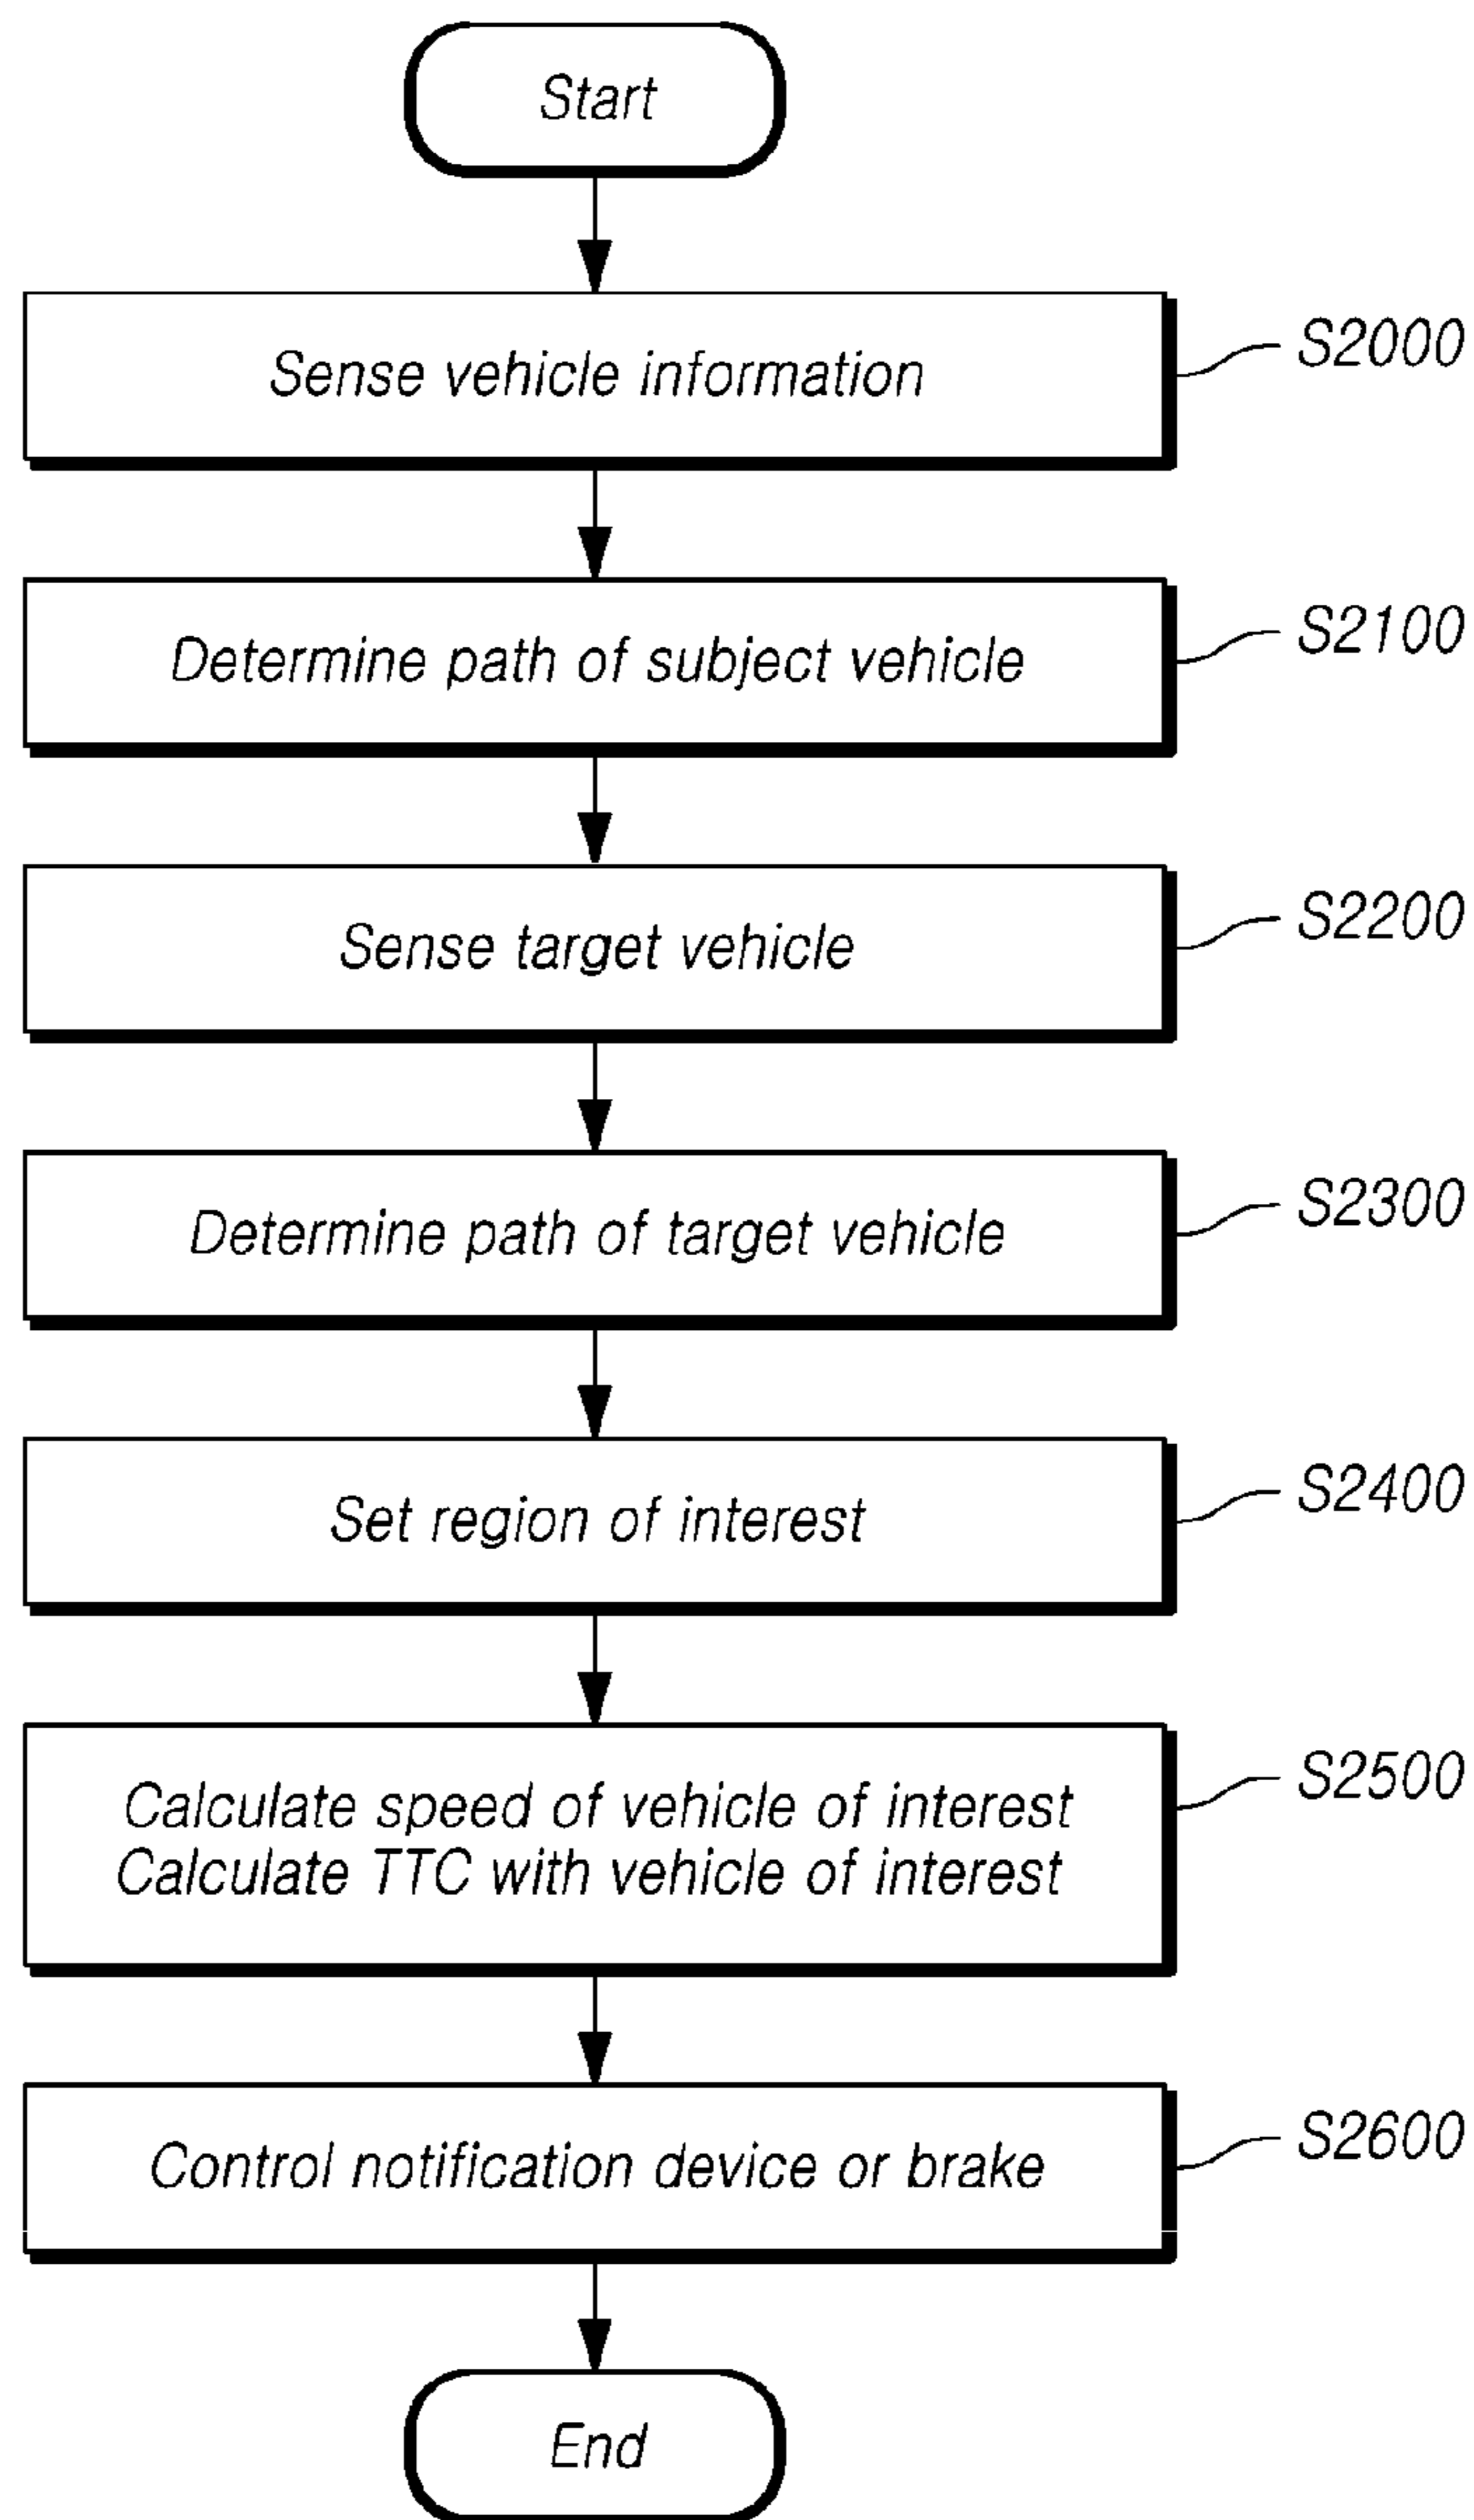 Start
Sense vehicle information
S2000
Determine path of subject vehicle
S2100
Sense target vehicle
S2200
Determine path of target vehicle
S2300
Set region of interest
S2400
Calculate speed of vehicle of interest
Calculate TTC with vehicle of interest
S2500
Control notification device or brake
S2600
End